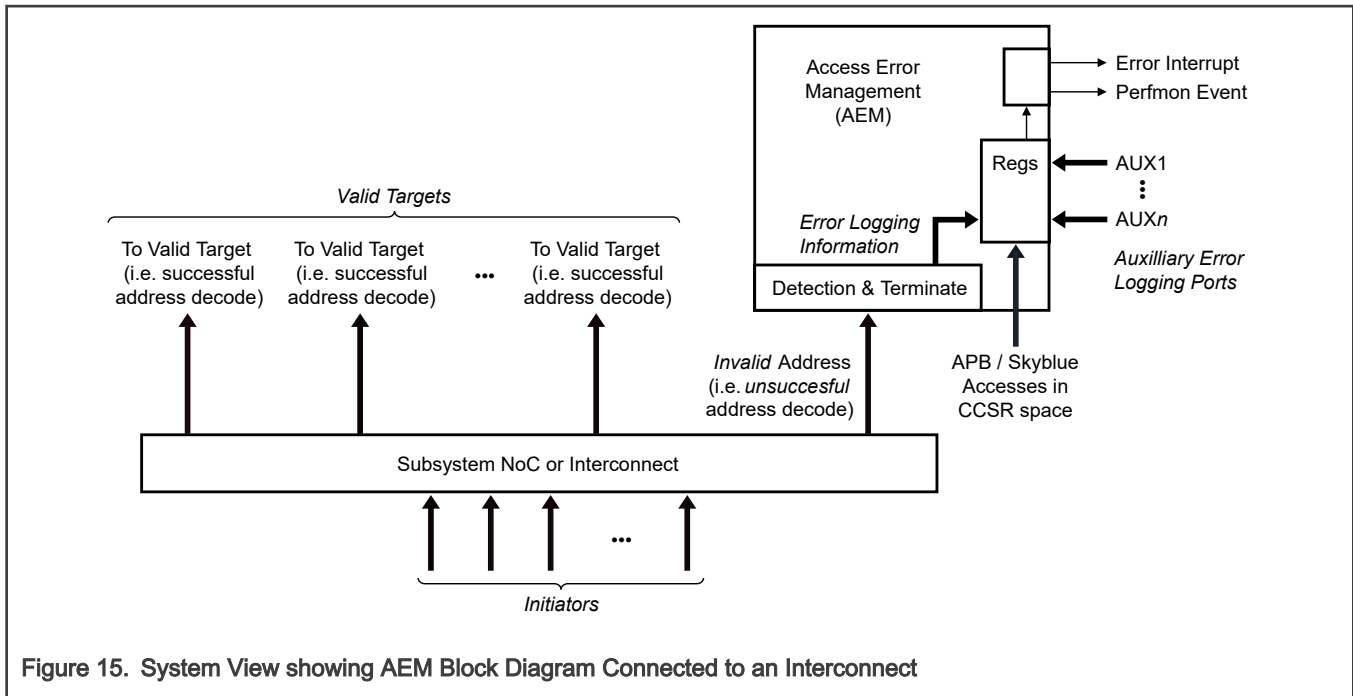 Access Error
Management
(AEM)
Error Interrupt
Perfmon Event
Regs
AUX1
AUXn
Auxilliary Error
Logging Ports
Error Logging
Information
Detection & Terminate
Valid Targets
To Valid Target
(i.e. successful
address decode)
To Valid Target
(i.e. successful
address decode)
...
To Valid Target
(i.e. successful
address decode)
Invalid Address
(i.e. unsuccesful
address decode)
APB / Skyblue
Accesses in
CCSR space
Subsystem NoC or Interconnect
...
Initiators
Figure 15. System View showing AEM Block Diagram Connected to an Interconnect